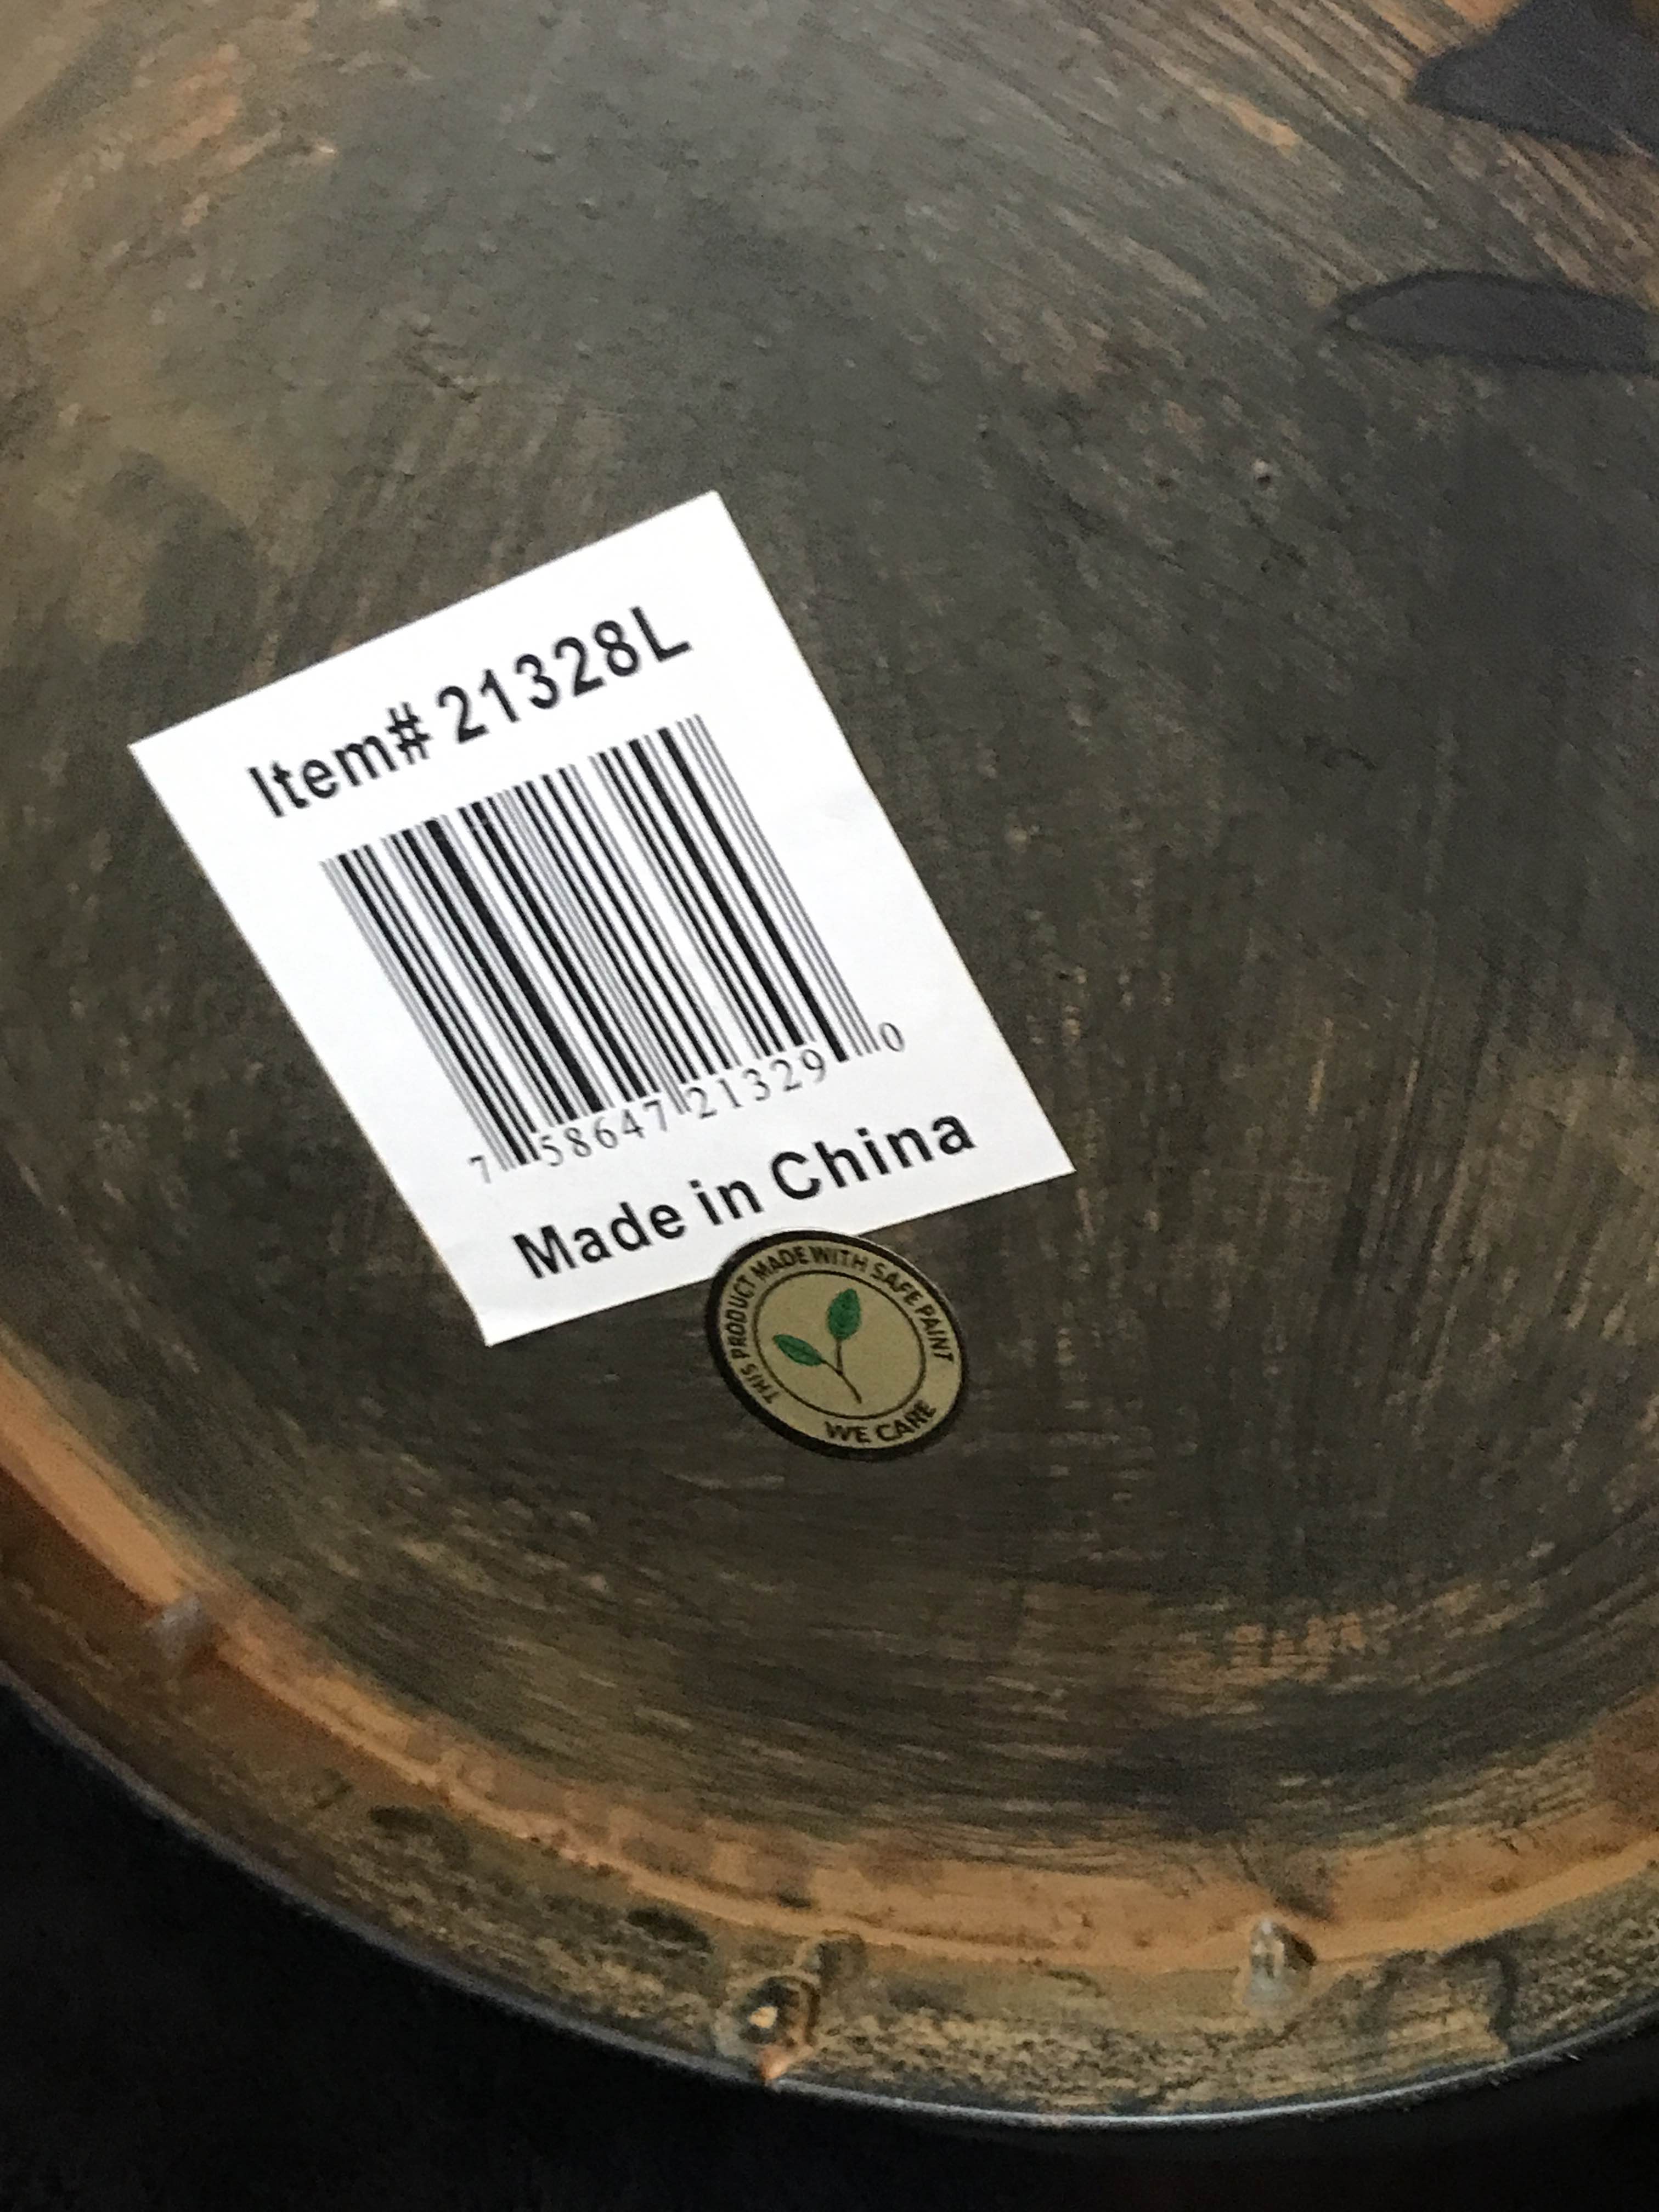 Item# 21328L
7 58647 21329 0
Made in China
THIS PRODUCT MADE WITH SAFE PAINT
WE CARE